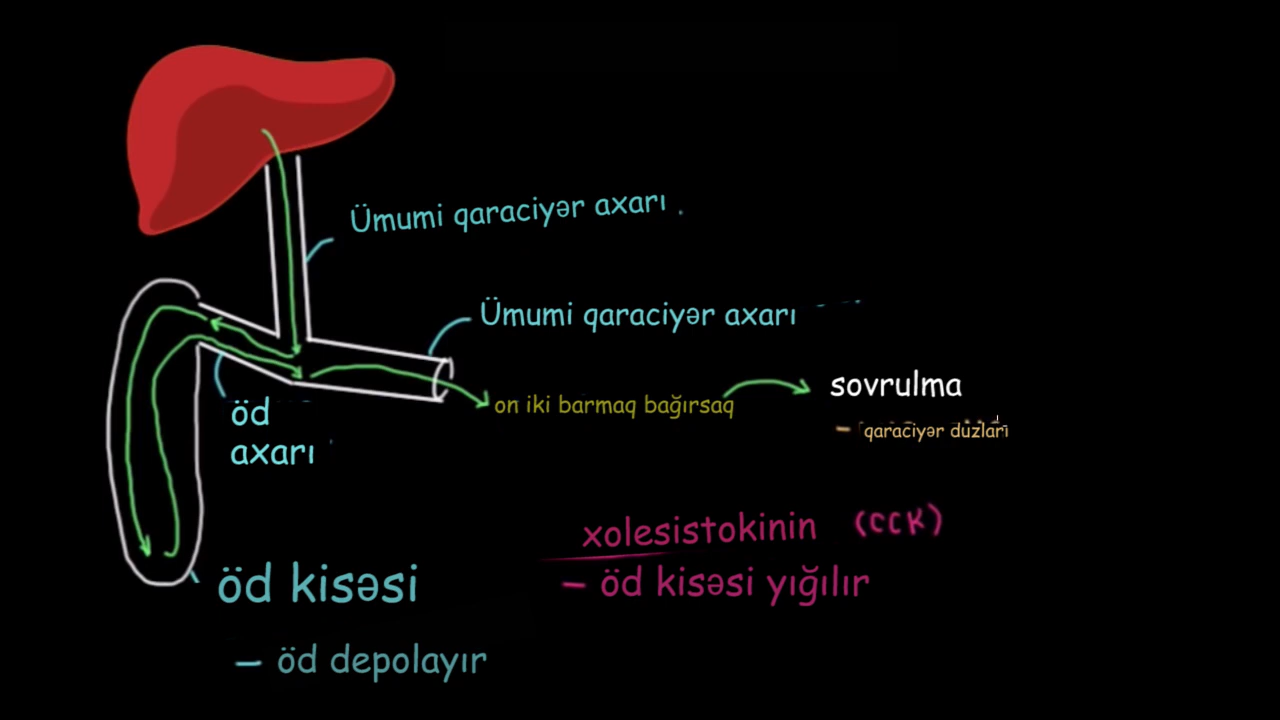 Ümumi qaraciyər axarı
Ümumi qaraciyər axarı
sovrulma
on iki barmaq bağırsaq
- qaraciyər düzları
öd
axarı
xolesistokinin (CCK)
- öd kisəsi yığılır
öd kisəsi
- öd depolayır